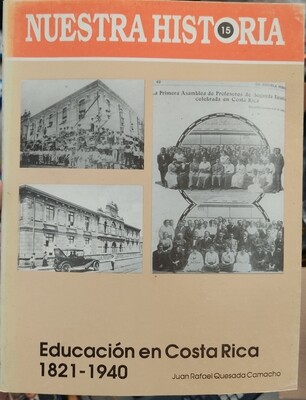 NUESTRA HISTORIA
15
la Primera Asamblea de Profesores de Segunda
celebrada en Costa Rica
Educación en Costa Rica
1821-1940
Juan Rafael Quesada Camacho